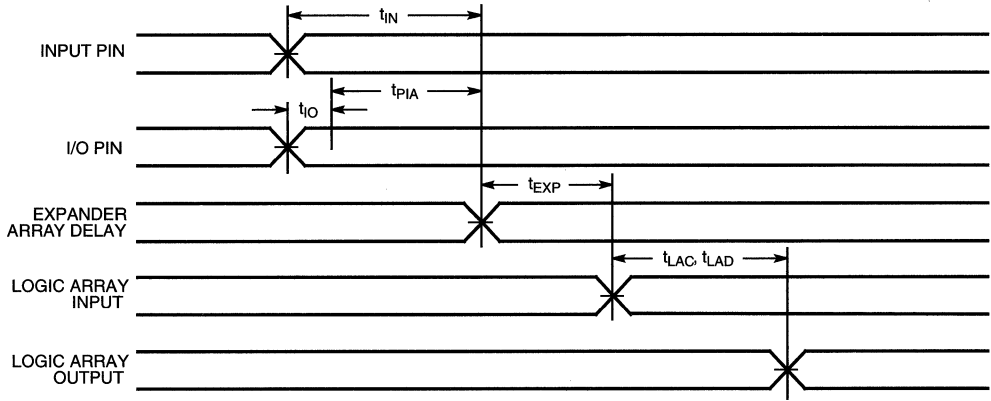 tIN
INPUT PIN
tPIA
tIO
I/O PIN
tEXP
EXPANDER
ARRAY DELAY
tLAC, tLAD
LOGIC ARRAY
INPUT
LOGIC ARRAY
OUTPUT